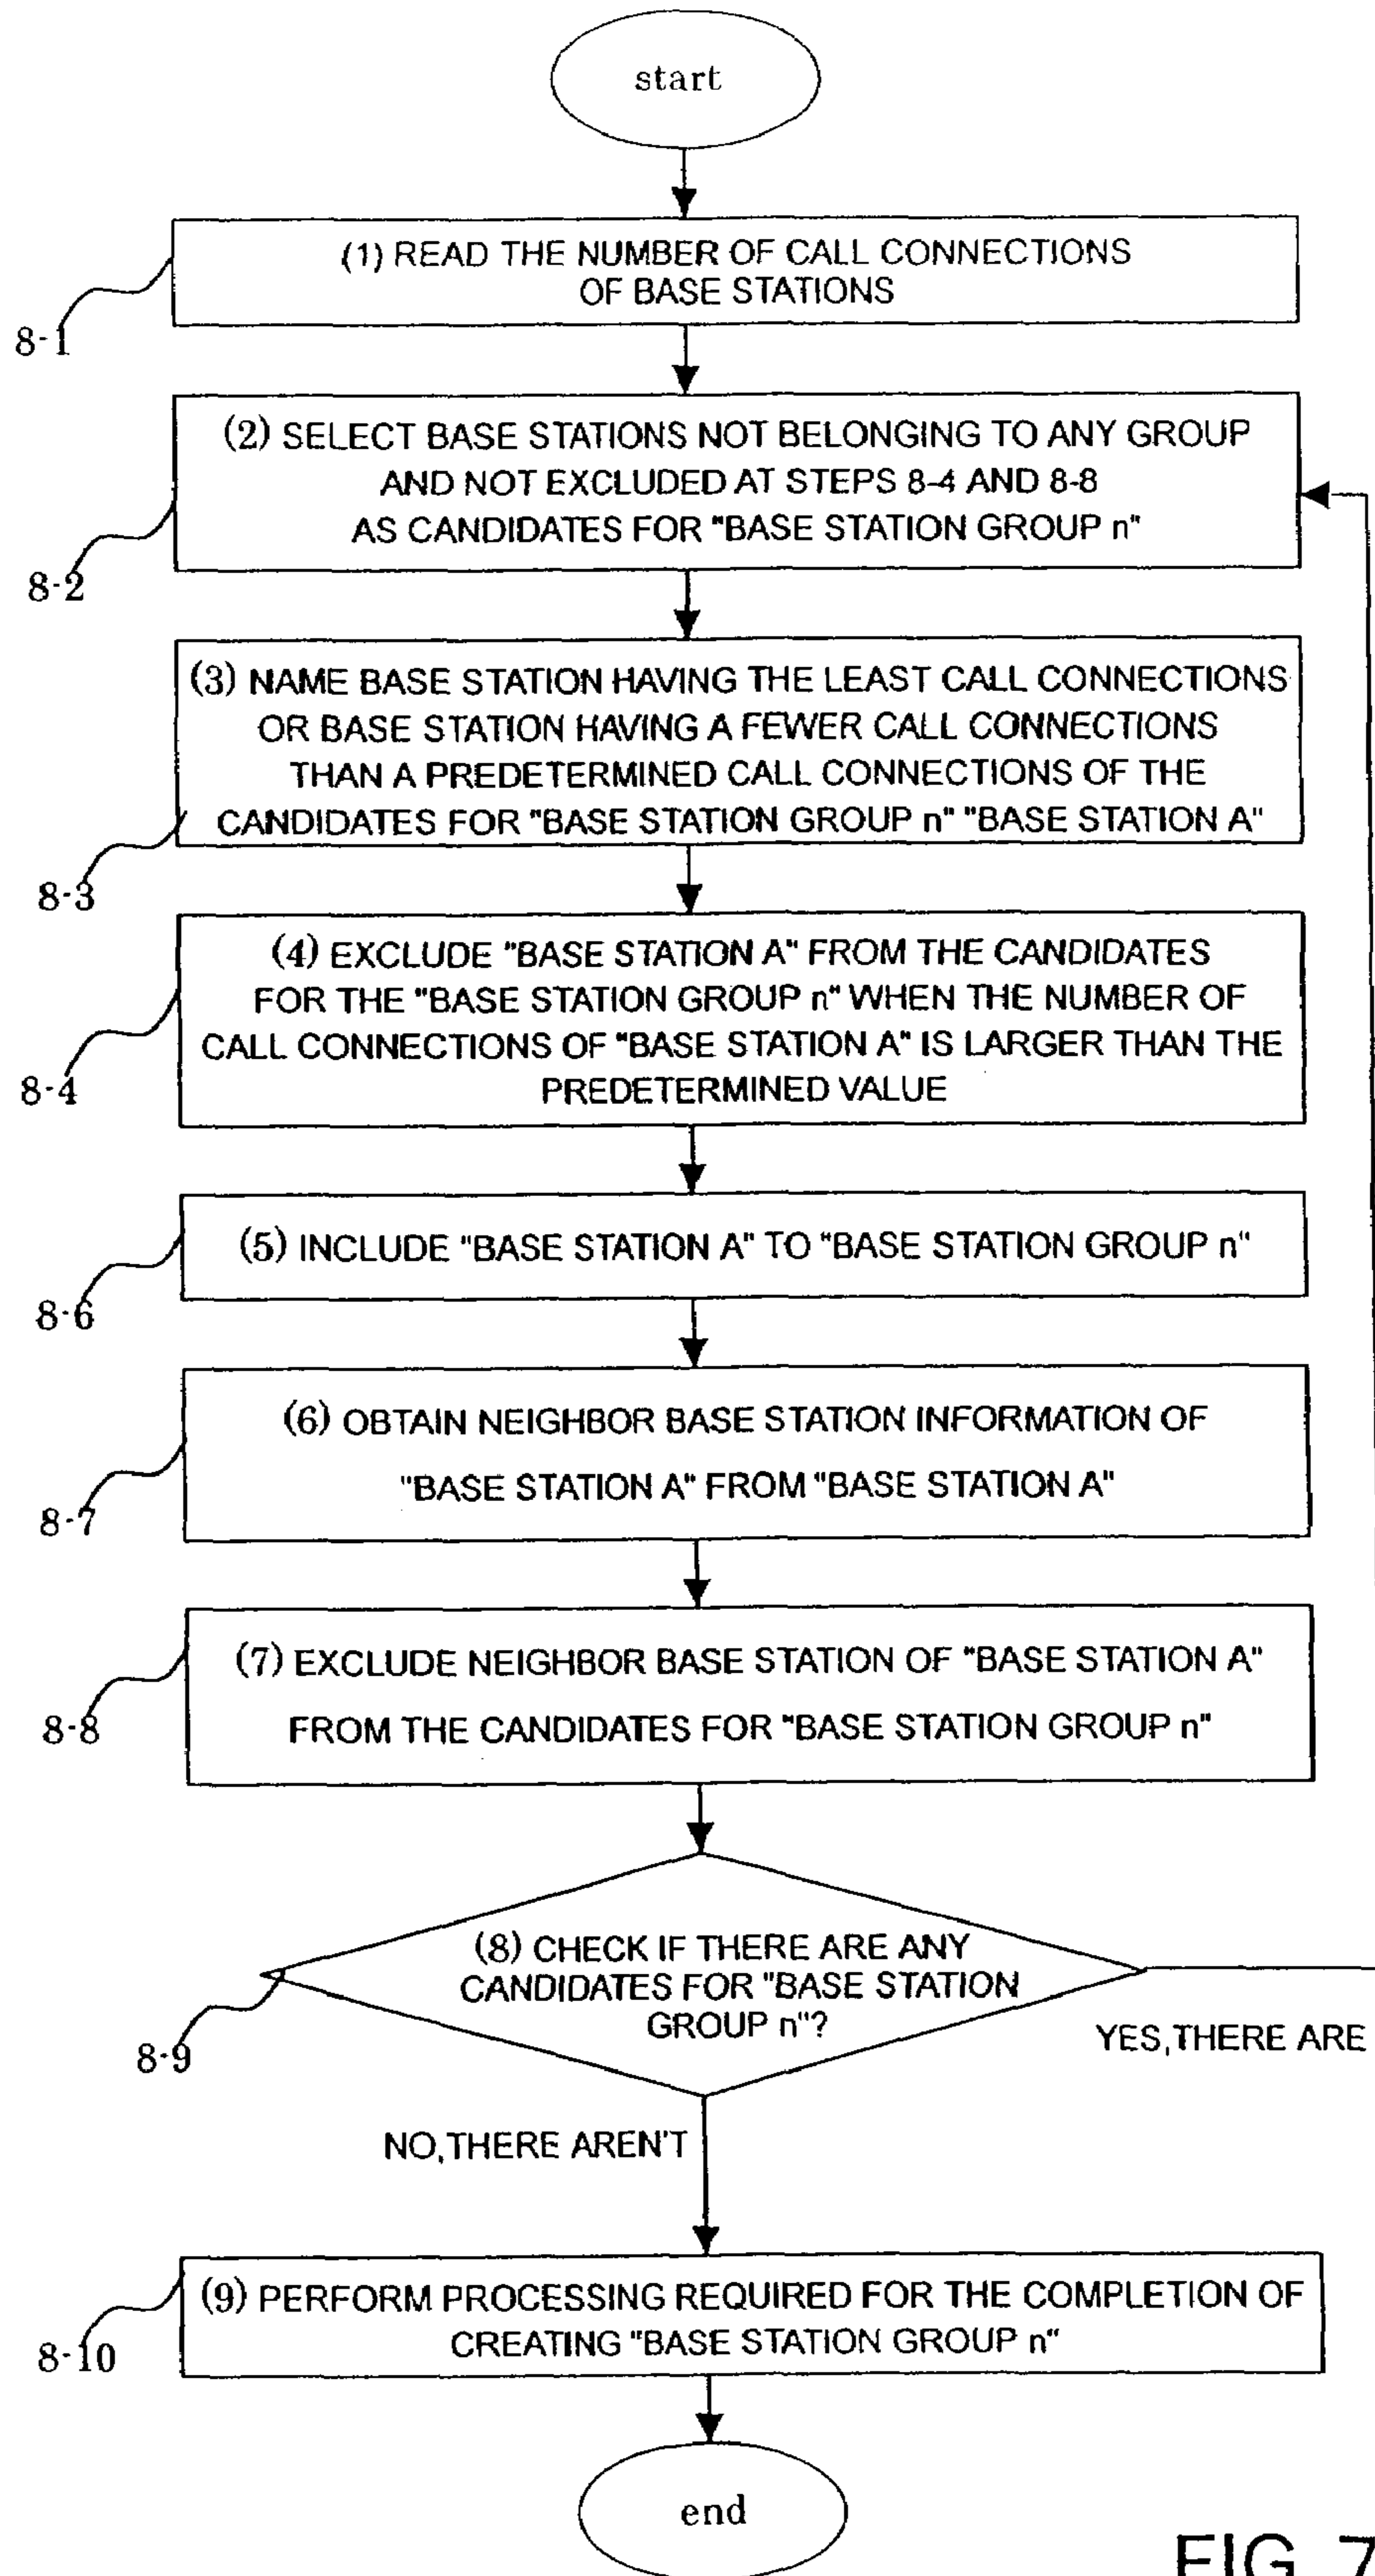 start
(1) READ THE NUMBER OF CALL CONNECTIONS
OF BASE STATIONS
8-1
(2) SELECT BASE STATIONS NOT BELONGING TO ANY GROUP
AND NOT EXCLUDED AT STEPS 8-4 AND 8-8
AS CANDIDATES FOR "BASE STATION GROUP n"
8-2
(3) NAME BASE STATION HAVING THE LEAST CALL CONNECTIONS
OR BASE STATION HAVING A FEWER CALL CONNECTIONS
THAN A PREDETERMINED CALL CONNECTIONS OF THE
CANDIDATES FOR "BASE STATION GROUP n" "BASE STATION A"
8-3
(4) EXCLUDE "BASE STATION A" FROM THE CANDIDATES
FOR THE "BASE STATION GROUP n" WHEN THE NUMBER OF
CALL CONNECTIONS OF "BASE STATION A" IS LARGER THAN THE
PREDETERMINED VALUE
8-4
(5) INCLUDE "BASE STATION A" TO "BASE STATION GROUP n"
8-6
(6) OBTAIN NEIGHBOR BASE STATION INFORMATION OF
"BASE STATION A" FROM "BASE STATION A"
8-7
(7) EXCLUDE NEIGHBOR BASE STATION OF "BASE STATION A"
FROM THE CANDIDATES FOR "BASE STATION GROUP n"
8-8
(8) CHECK IF THERE ARE ANY
CANDIDATES FOR "BASE STATION
GROUP n"?
8-9
YES,THERE ARE
NO,THERE AREN'T
(9) PERFORM PROCESSING REQUIRED FOR THE COMPLETION OF
CREATING "BASE STATION GROUP n"
8-10
end
FIG. 7